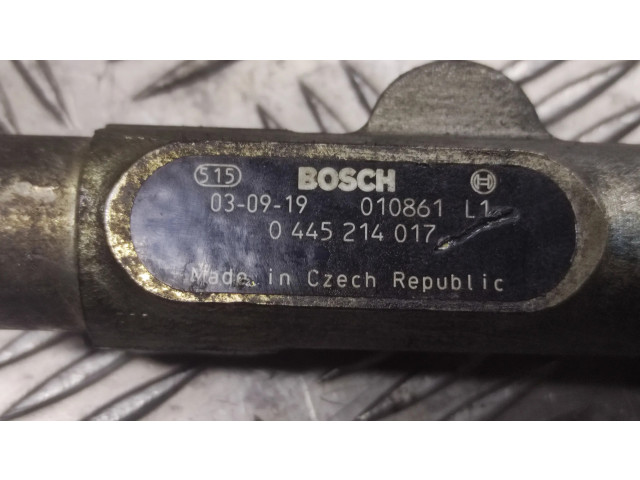 515 BOSCH
03-09-19 010861 L1
0 445 214 017
Made in Czech Republic